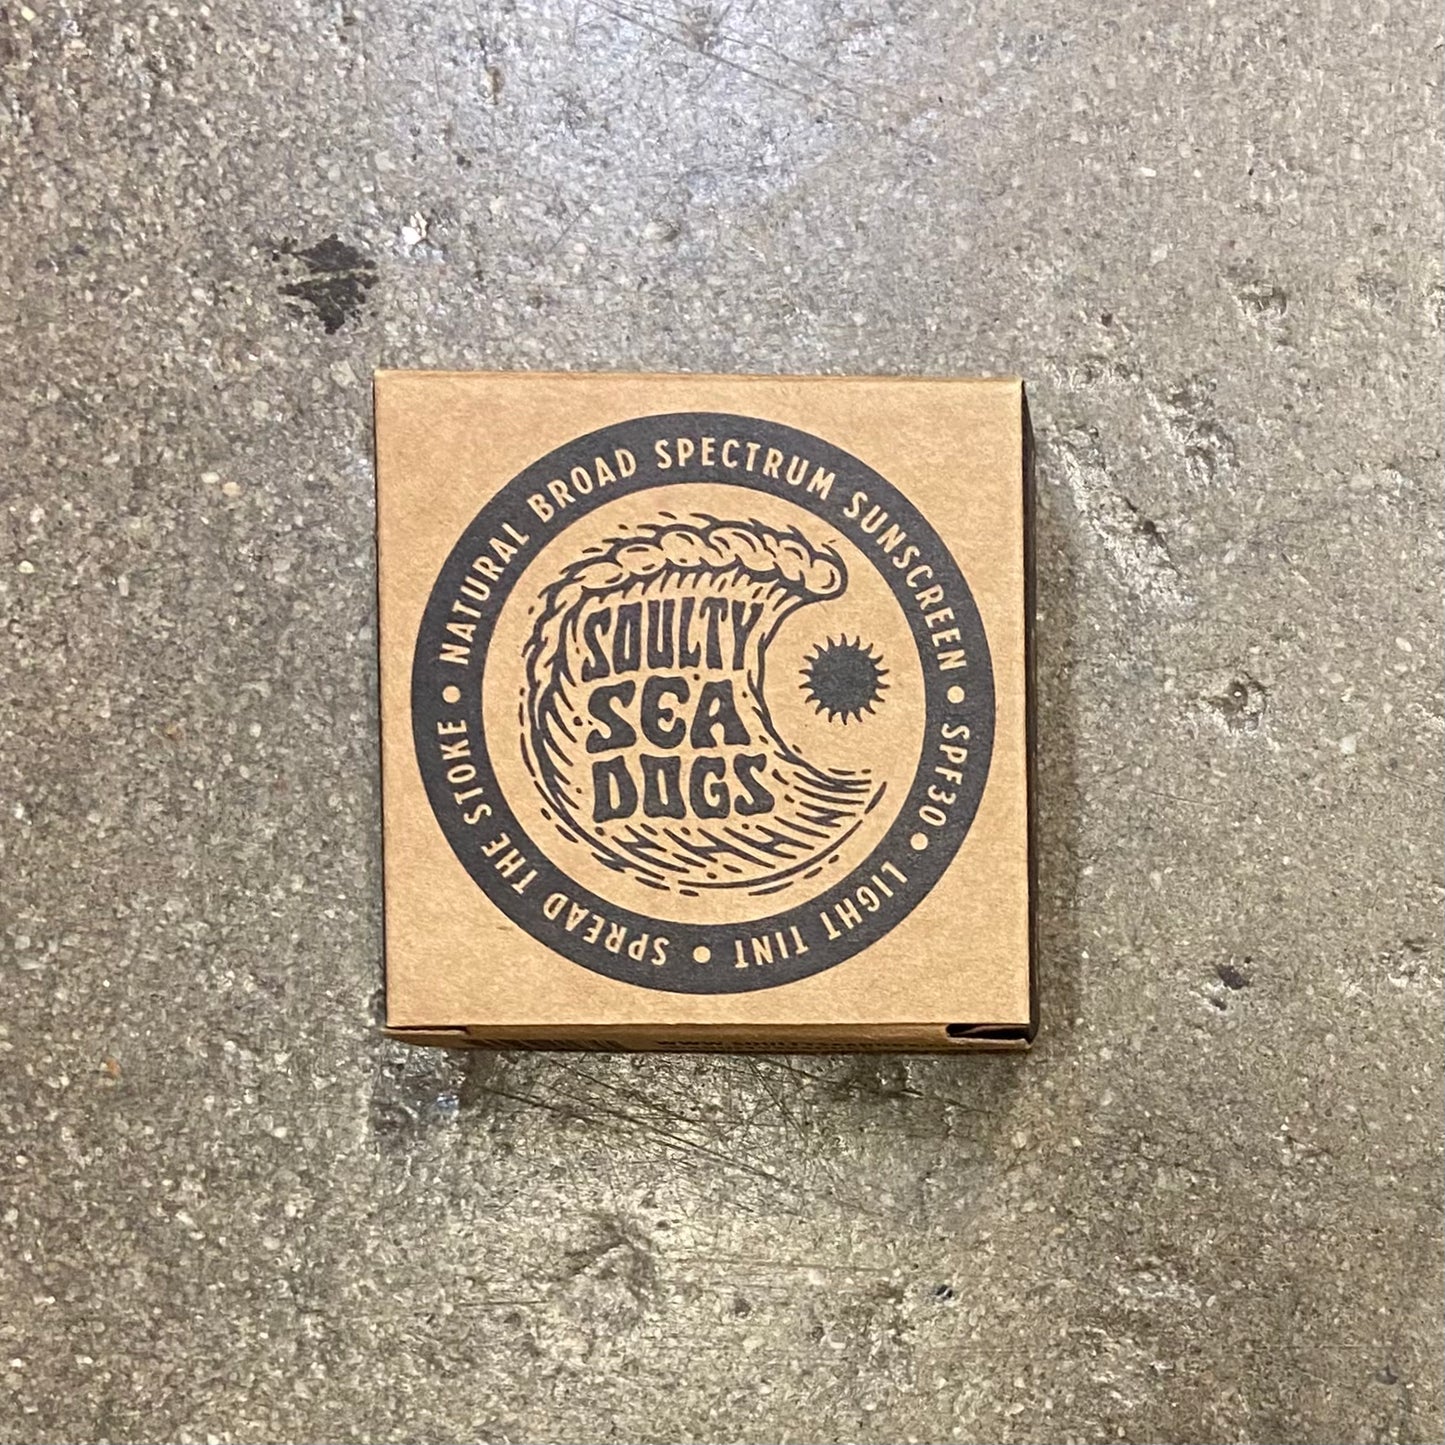 NATURAL BROAD SPECTRUM SUNSCREEN • SPF30 • LIGHT TINT • SPREAD THE STOKE •
SOULTY
SEA
DOGS